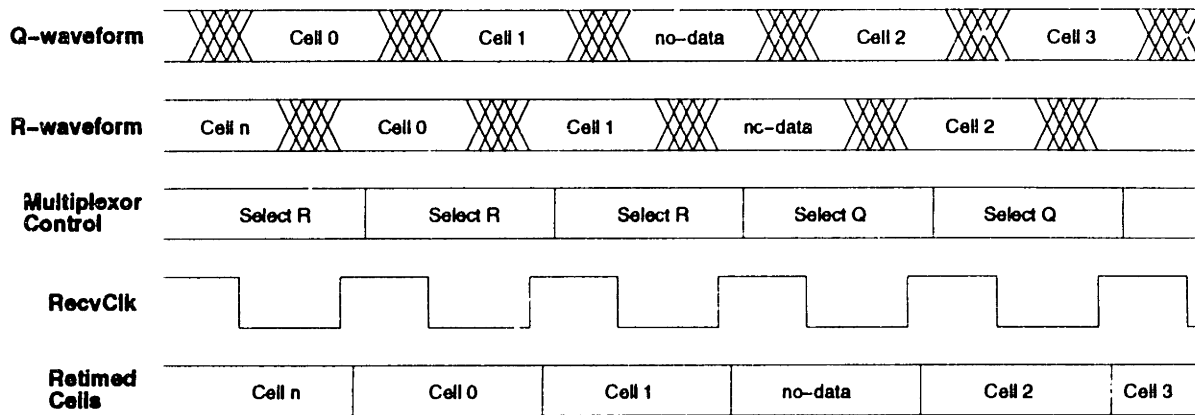 Q-waveform Cell 0 Cell 1 no-data Cell 2 Cell 3
R-waveform Cell n Cell 0 Cell 1 nc-data Cell 2
Multiplexor
Control Select R Select R Select R Select Q Select Q
RecvClk
Retimed
Cells Cell n Cell 0 Cell 1 no-data Cell 2 Cell 3